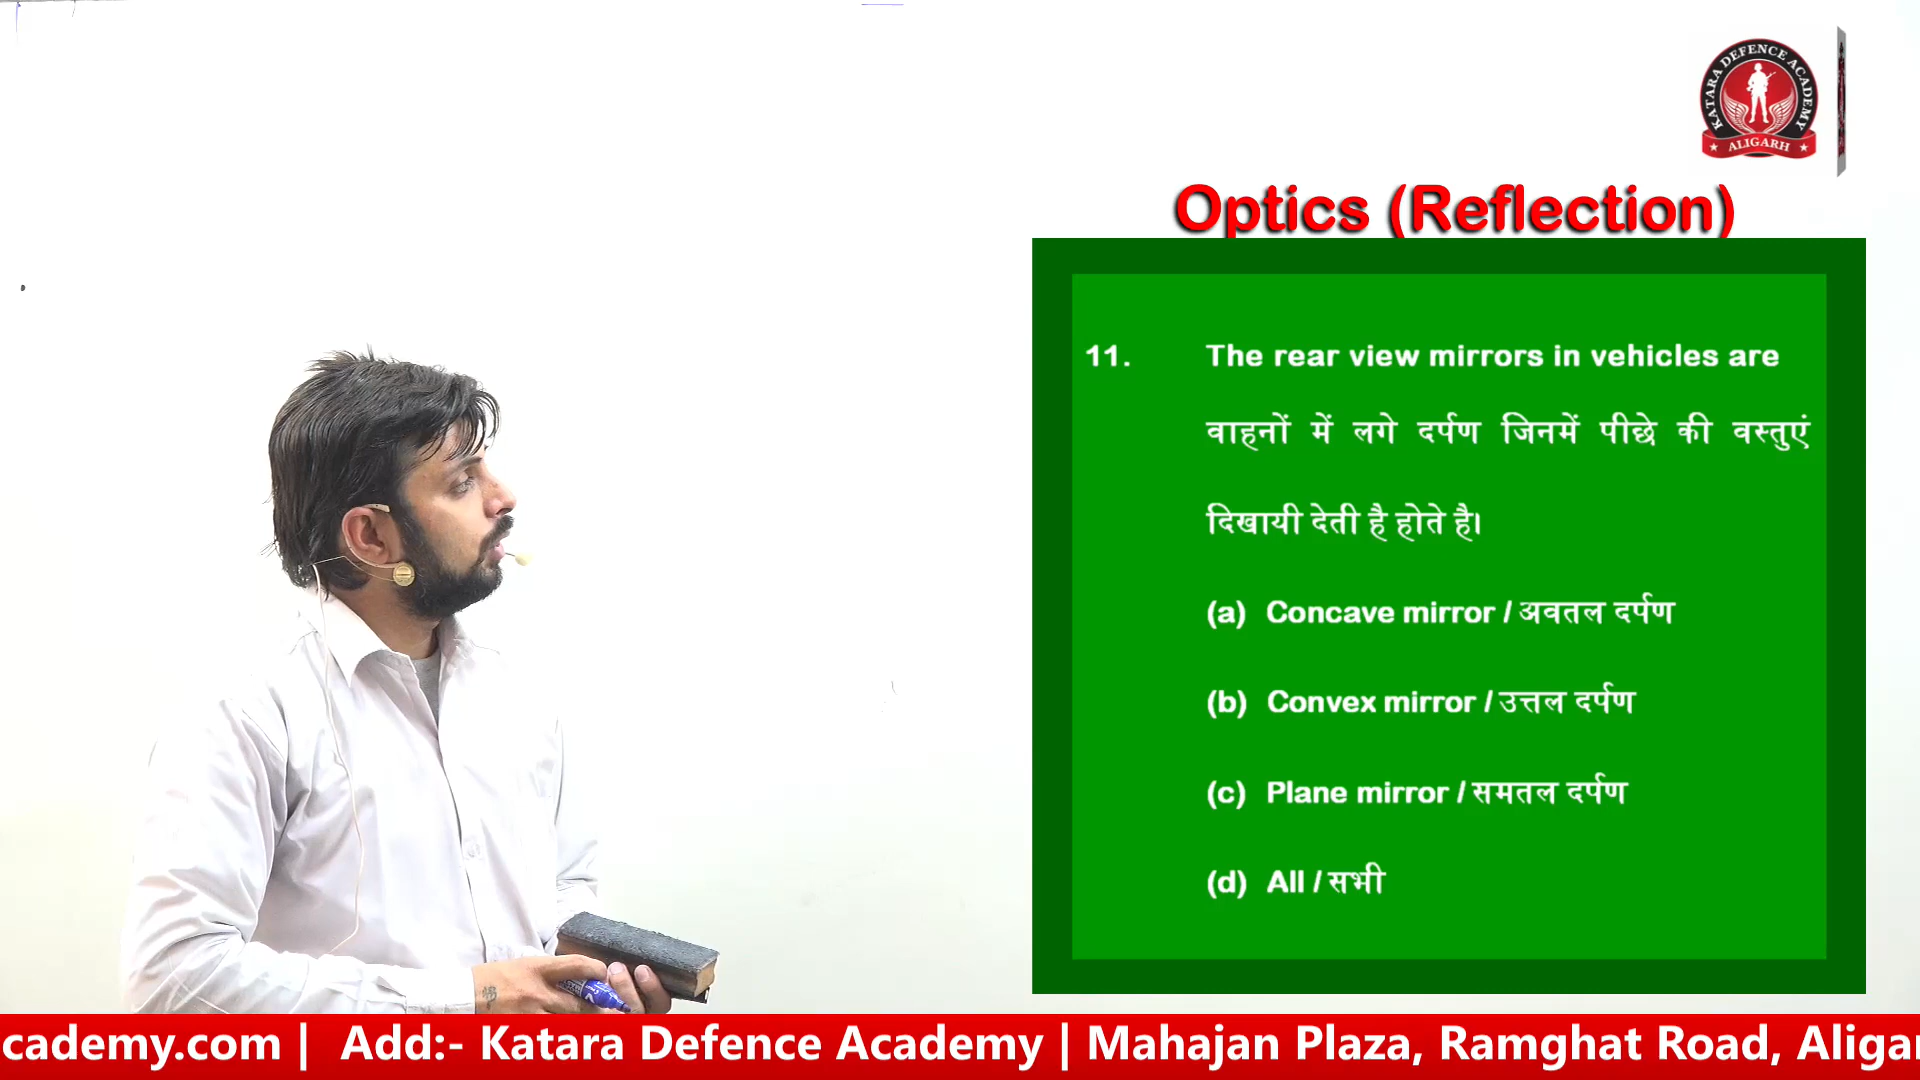 KATARA DEFENCE ACADEMY
ALIGARH
Optics (Reflection)
11. The rear view mirrors in vehicles are
वाहनों में लगे दर्पण जिनमें पीछे की वस्तुएं
दिखायी देती है होते है।
(a) Concave mirror / अवतल दर्पण
(b) Convex mirror / उत्तल दर्पण
(c) Plane mirror / समतल दर्पण
(d) All / सभी
cademy.com | Add:- Katara Defence Academy | Mahajan Plaza, Ramghat Road, Aligar